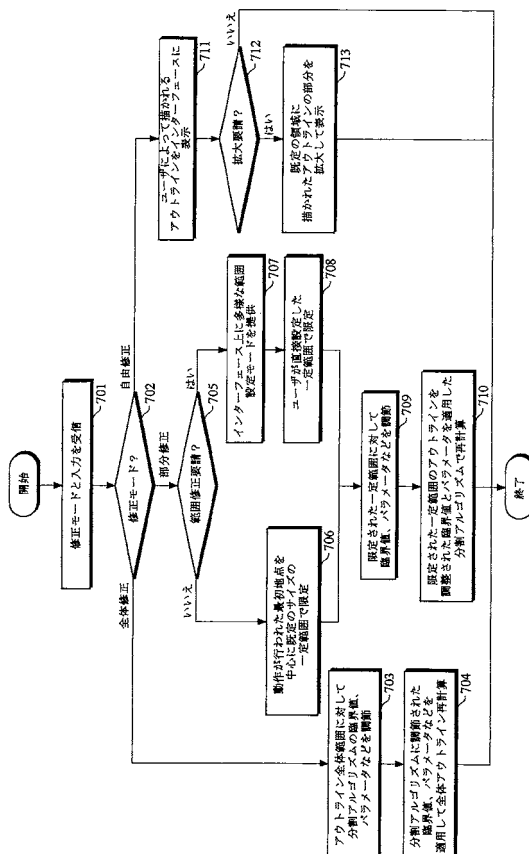 開始
修正モードと入力を受信
701
修正モード？
702
全体修正
部分修正
自由修正
アウトライン全体範囲に対して
分割アルゴリズムの臨界値、
パラメータなどを調節
703
分割アルゴリズムに調節された
臨界値、パラメータなどを
適用して全体アウトライン再計算
704
範囲修正要請？
705
いいえ
はい
動作が行われた最初地点を
中心に既定のサイズの
一定範囲で限定
706
インターフェース上に多様な範囲
設定モードを提供
707
ユーザが直接設定した
一定範囲で限定
708
限定された一定範囲に対して
臨界値、パラメータなどを調節
709
限定された一定範囲のアウトラインを
調整された臨界値とパラメータを適用した
分割アルゴリズムで再計算
710
ユーザによって描かれる
アウトラインをインターフェースに
表示
711
拡大要請？
712
いいえ
はい
既定の領域に
描かれたアウトラインの部分を
拡大して表示
713
終了